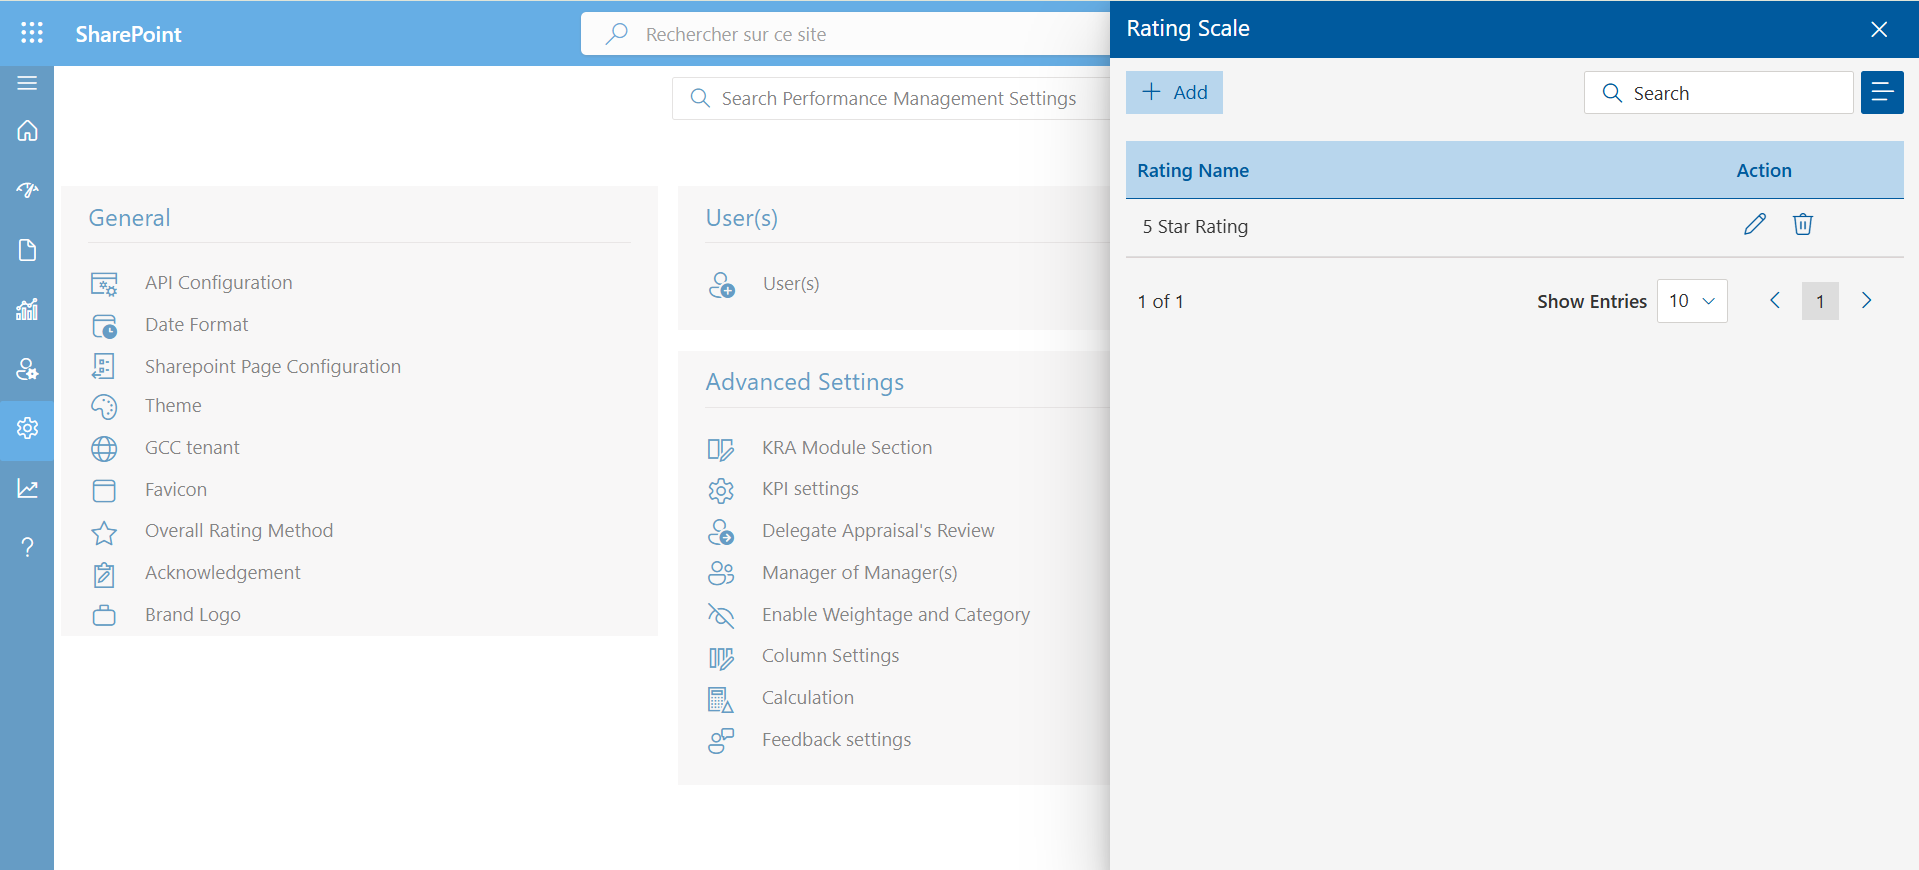 SharePoint
Rechercher sur ce site
Rating Scale
Search Performance Management Settings
Add
Search
Rating Name
Action
5 Star Rating
1 of 1
Show Entries
10
1
General
API Configuration
Date Format
Sharepoint Page Configuration
Theme
GCC tenant
Favicon
Overall Rating Method
Acknowledgement
Brand Logo
User(s)
User(s)
Advanced Settings
KRA Module Section
KPI settings
Delegate Appraisal's Review
Manager of Manager(s)
Enable Weightage and Category
Column Settings
Calculation
Feedback settings